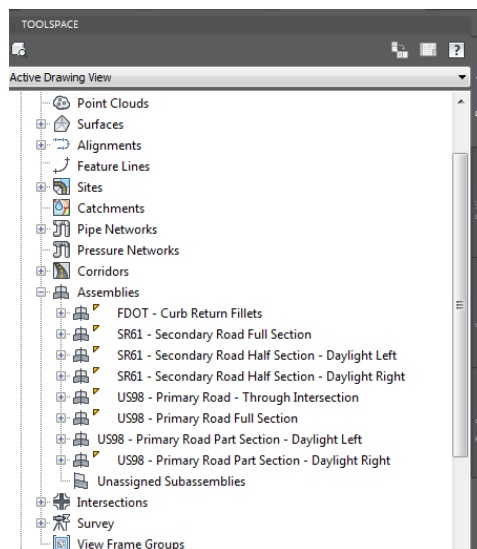 TOOLSPACE
?
Active Drawing View
Point Clouds
Surfaces
Alignments
Feature Lines
Sites
Catchments
Pipe Networks
Pressure Networks
Corridors
Assemblies
FDOT - Curb Return Fillets
SR61 - Secondary Road Full Section
SR61 - Secondary Road Half Section - Daylight Left
SR61 - Secondary Road Half Section - Daylight Right
US98 - Primary Road - Through Intersection
US98 - Primary Road Full Section
US98 - Primary Road Part Section - Daylight Left
US98 - Primary Road Part Section - Daylight Right
Unassigned Subassemblies
Intersections
Survey
View Frame Groups